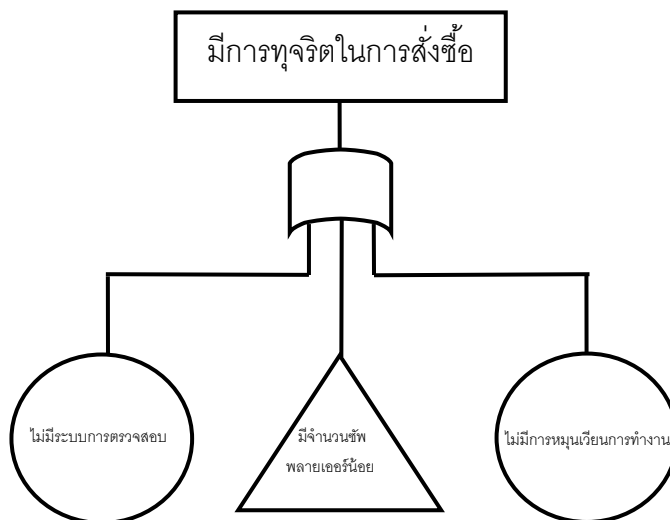 มีการทุจริตในการสั่งซื้อ
ไม่มีระบบการตรวจสอบ
มีจำนวนซัพ
พลายเออร์น้อย
ไม่มีการหมุนเวียนการทำงาน